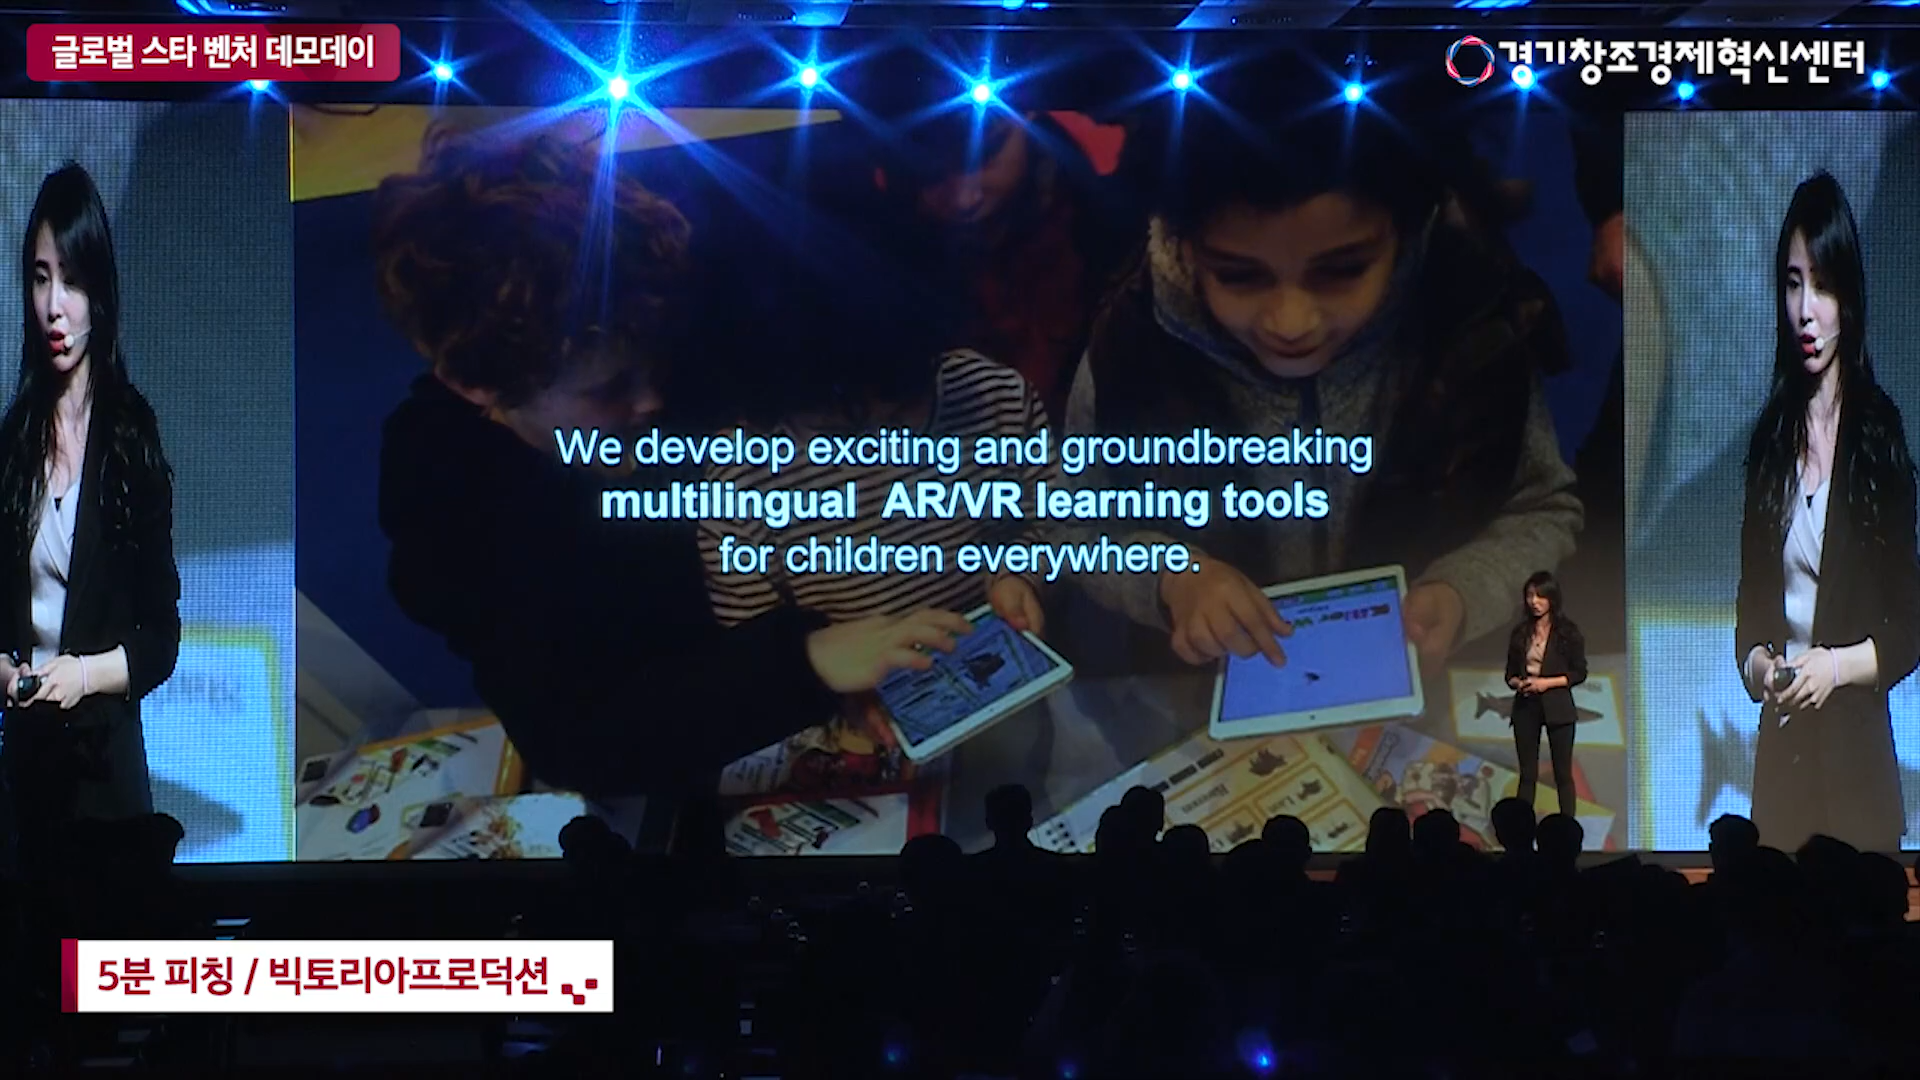 글로벌 스타 벤처 데모데이
경기창조경제혁신센터
We develop exciting and groundbreaking
multilingual AR/VR learning tools
for children everywhere.
5분 피칭 / 빅토리아프로덕션